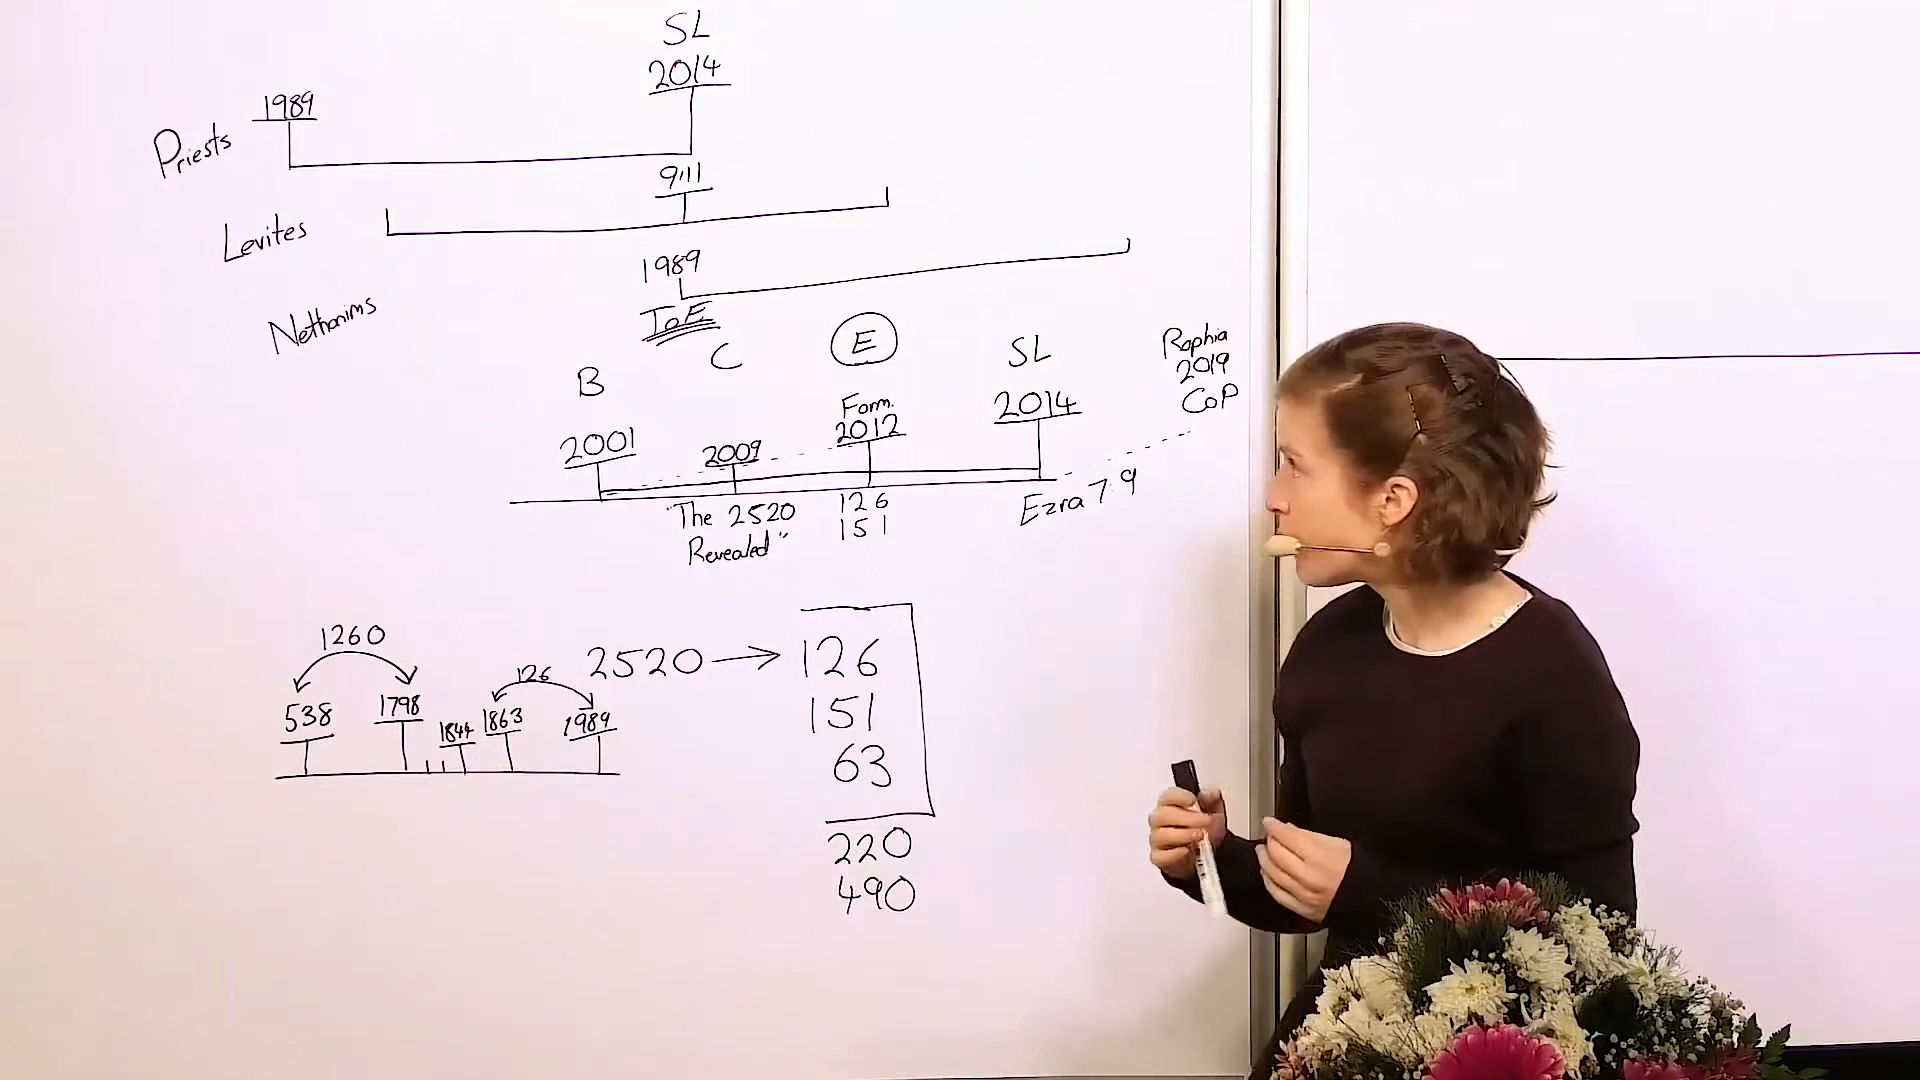 SL
2014
1989
Priests
9/11
Levites
1989
Nethanims
ToE
B
C
E
SL
Raphia
2019
CoP
2001
2009
Form.
2012
2014
"The 2520
Revealed"
126
151
Ezra 7:9
1260
538
1798
1844
1863
126
1989
2520 → 126
151
63
220
490